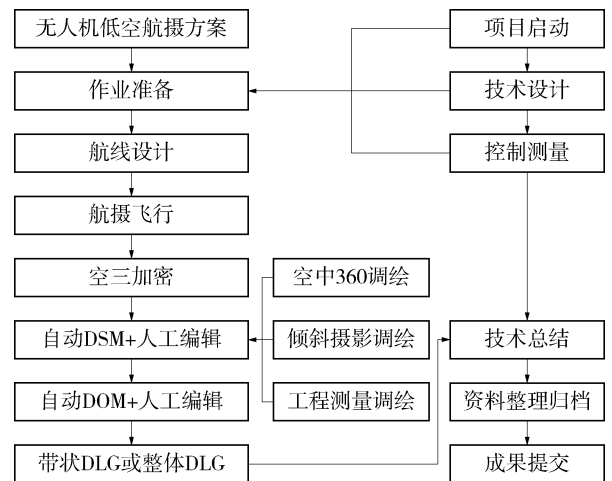 无人机低空航摄方案
项目启动
作业准备
技术设计
航线设计
控制测量
航摄飞行
空三加密
空中360调绘
自动DSM+人工编辑
倾斜摄影调绘
技术总结
自动DOM+人工编辑
工程测量调绘
资料整理归档
带状DLG或整体DLG
成果提交